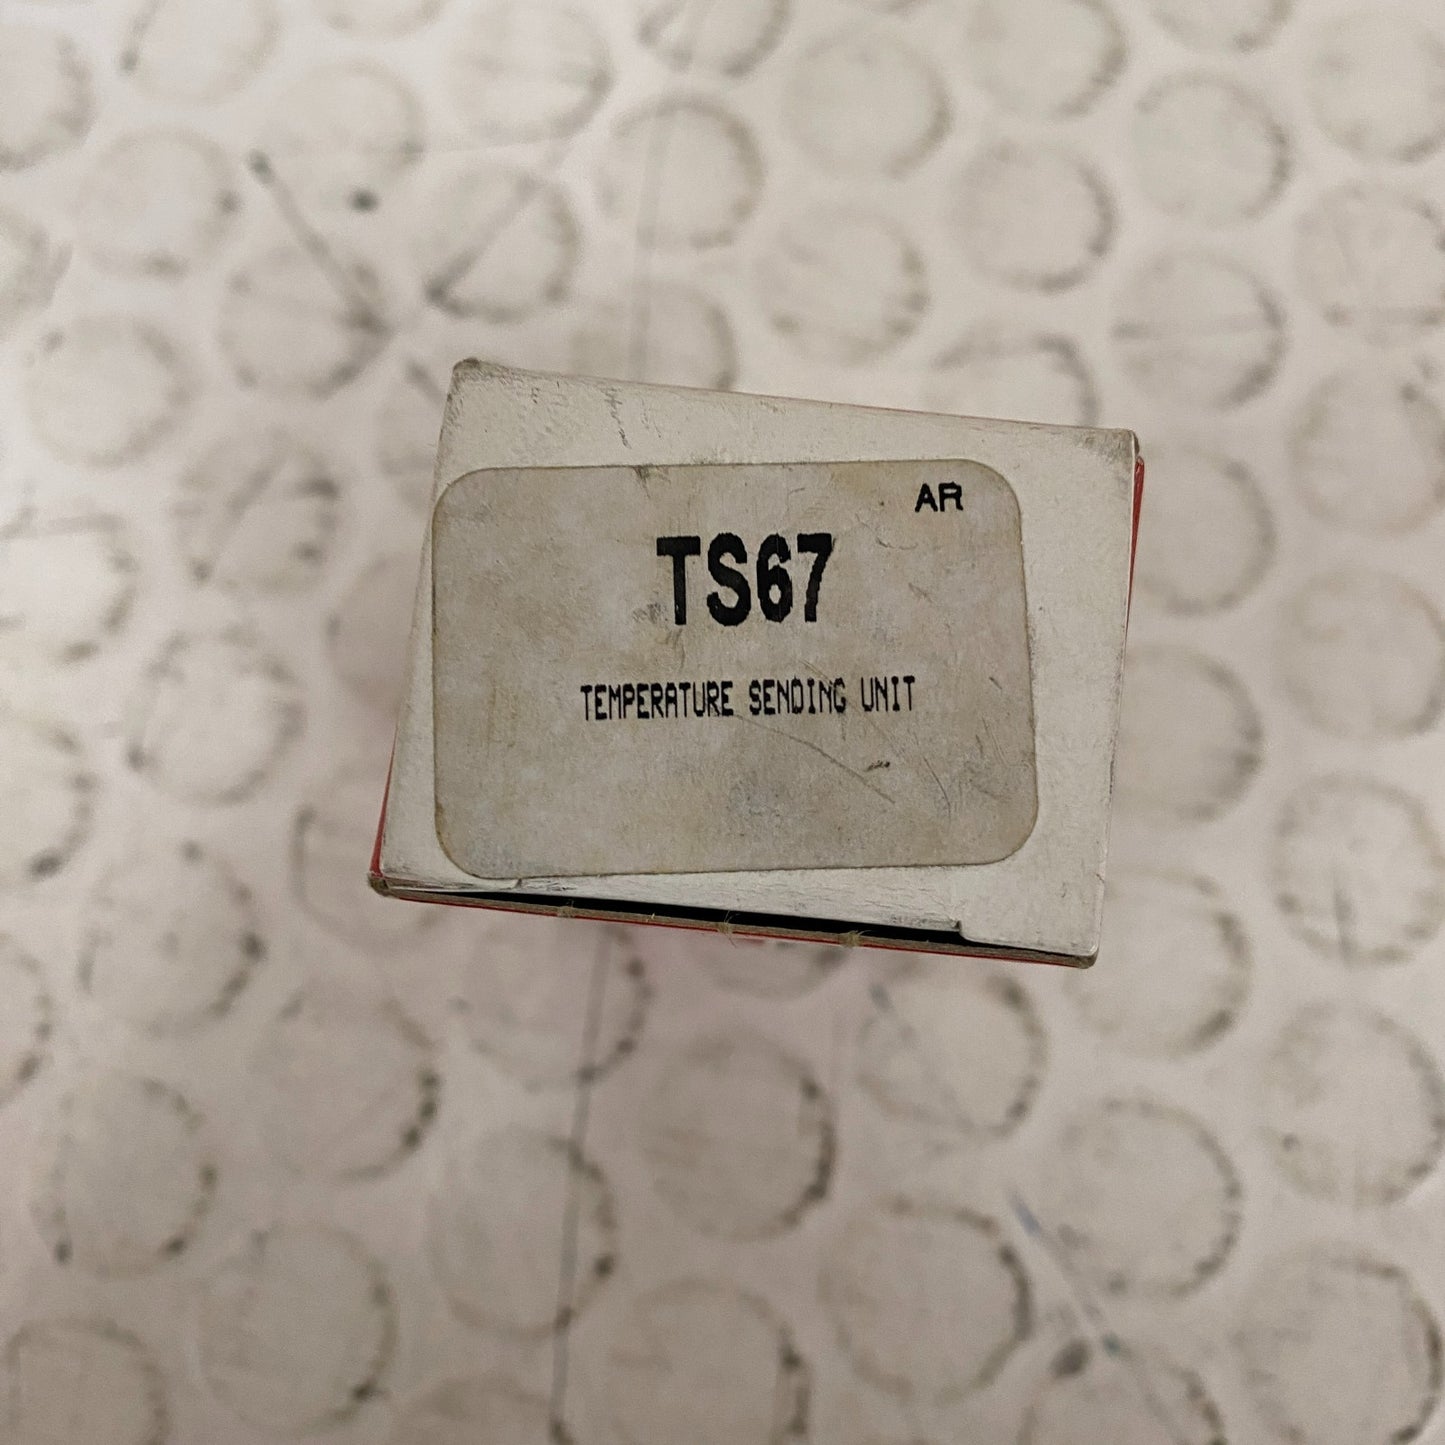 AR
TS67
TEMPERATURE SENDING UNIT